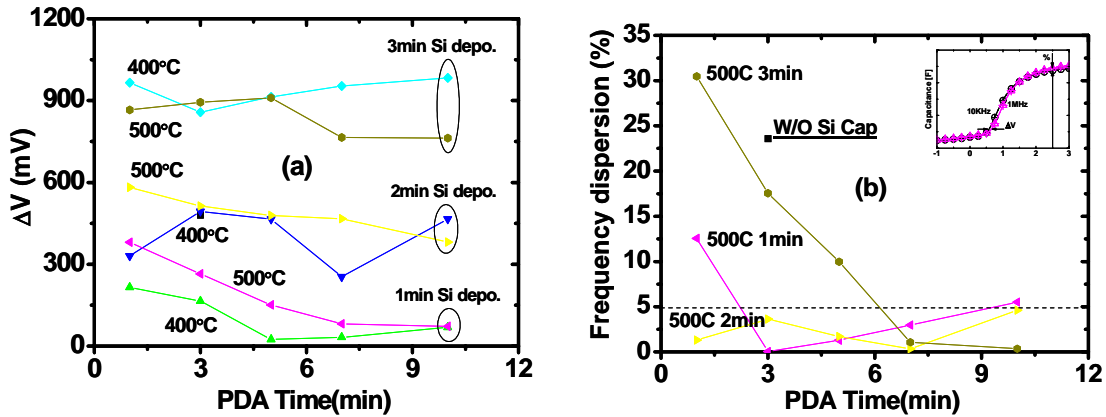 1200
900
600
300
0
ΔV (mV)
400°C
500°C
500°C
400°C
500°C
400°C
(a)
3min Si depo.
2min Si depo.
1min Si depo.
0 3 6 9 12
PDA Time(min)
35
30
25
20
15
10
5
0
Frequency dispersion (%)
500C 3min
W/O Si Cap
(b)
500C 1min
500C 2min
0 3 6 9 12
PDA Time(min)
Capacitance [F]
%
10KHz
1MHz
ΔV
-1 0 1 2 3